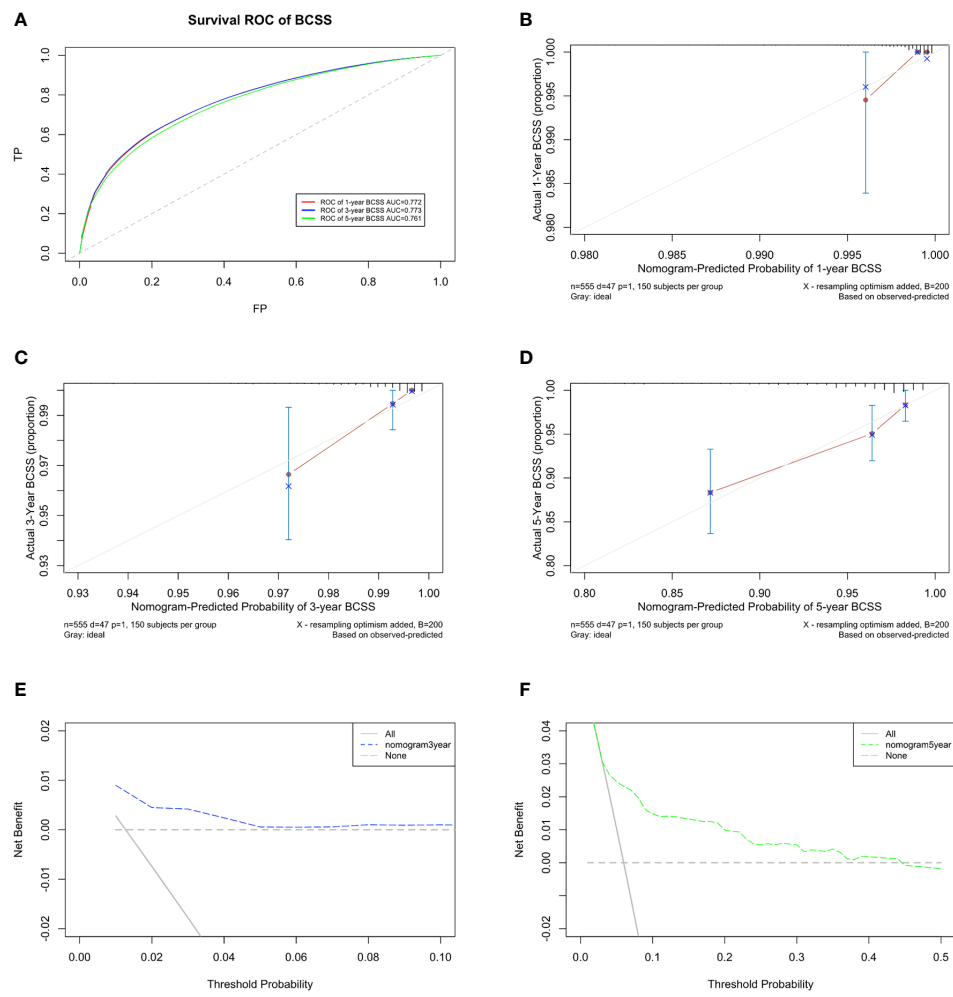 A
Survival ROC of BCSS
TP
1.0
0.8
0.6
0.4
0.2
0.0
ROC of 1-year BCSS AUC=0.772
ROC of 3-year BCSS AUC=0.773
ROC of 5-year BCSS AUC=0.761
0.0 0.2 0.4 0.6 0.8 1.0
FP
B
Actual 1-Year BCSS (proportion)
1.000
0.995
0.990
0.985
0.980
0.980 0.985 0.990 0.995 1.000
Nomogram-Predicted Probability of 1-year BCSS
n=555 d=47 p=1, 150 subjects per group X - resampling optimism added, B=200
Gray: ideal Based on observed-predicted
C
Actual 3-Year BCSS (proportion)
0.99
0.97
0.95
0.93
0.93 0.94 0.95 0.96 0.97 0.98 0.99 1.00
Nomogram-Predicted Probability of 3-year BCSS
n=555 d=47 p=1, 150 subjects per group X - resampling optimism added, B=200
Gray: ideal Based on observed-predicted
D
Actual 5-Year BCSS (proportion)
1.00
0.95
0.90
0.85
0.80
0.80 0.85 0.90 0.95 1.00
Nomogram-Predicted Probability of 5-year BCSS
n=555 d=47 p=1, 150 subjects per group X - resampling optimism added, B=200
Gray: ideal Based on observed-predicted
E
Net Benefit
0.02
0.01
0.00
-0.01
-0.02
All
nomogram3year
None
0.00 0.02 0.04 0.06 0.08 0.10
Threshold Probability
F
Net Benefit
0.04
0.03
0.02
0.01
0.00
-0.02
All
nomogram5year
None
0.0 0.1 0.2 0.3 0.4 0.5
Threshold Probability